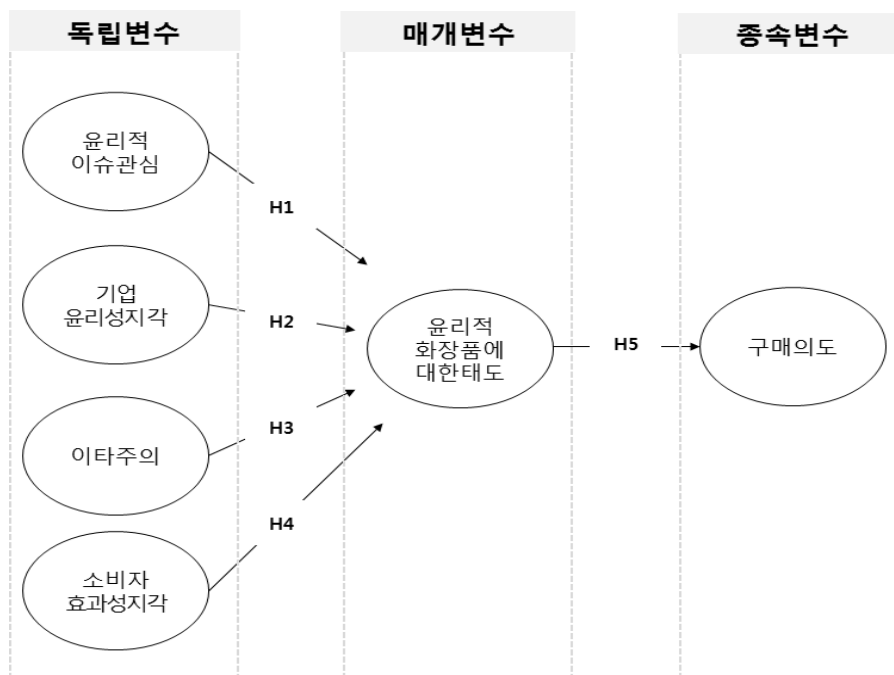 독립변수
매개변수
종속변수
윤리적
이슈관심
H1
기업
윤리성지각
H2
윤리적
화장품에
대한태도
H5
구매의도
이타주의
H3
H4
소비자
효과성지각